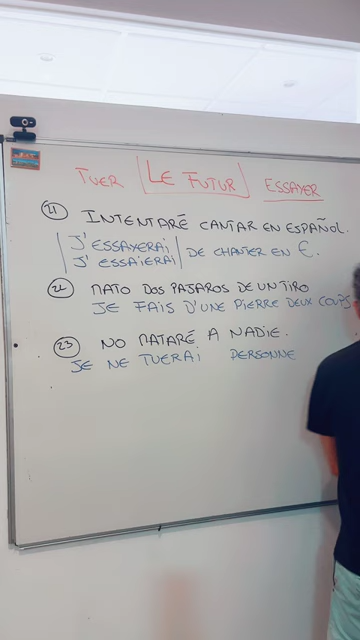 TUER LE FUTUR ESSAYER
21 INTENTARÉ CANTAR EN ESPAÑOL.
J'ESSAYERAI
J'ESSAIERAI DE CHANTER EN E.
22 MATO DOS PAJAROS DE UN TIRO
JE FAIS D'UNE PIERRE DEUX COUPS
23 NO MATARÉ A NADIE.
JE NE TUERAI PERSONNE